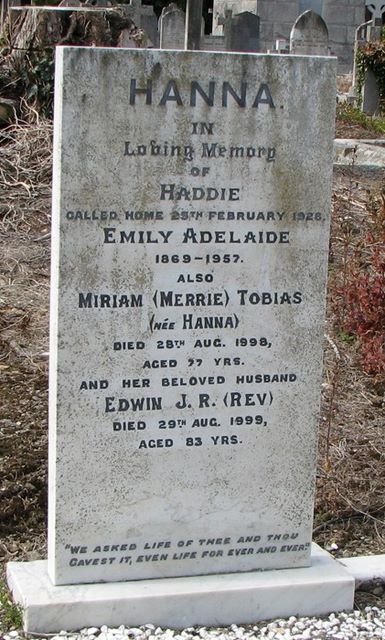 HANNA.
IN
Loving Memory
OF
HADDIE
CALLED HOME 25TH FEBRUARY 1928.
EMILY ADELAIDE
1869-1957.
ALSO
MIRIAM (MERRIE) TOBIAS
(NÉE HANNA)
DIED 28TH AUG. 1998,
AGED 77 YRS.
AND HER BELOVED HUSBAND
EDWIN J.R. (REV)
DIED 29TH AUG. 1999,
AGED 83 YRS.
"WE ASKED LIFE OF THEE AND THOU
GAVEST IT, EVEN LIFE FOR EVER AND EVER."